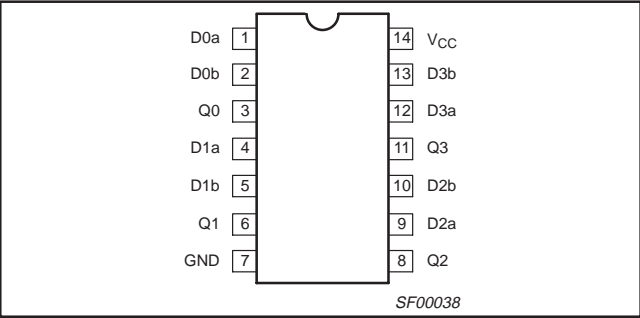 D0a 1 14 VCC
D0b 2 13 D3b
Q0 3 12 D3a
D1a 4 11 Q3
D1b 5 10 D2b
Q1 6 9 D2a
GND 7 8 Q2
SF00038